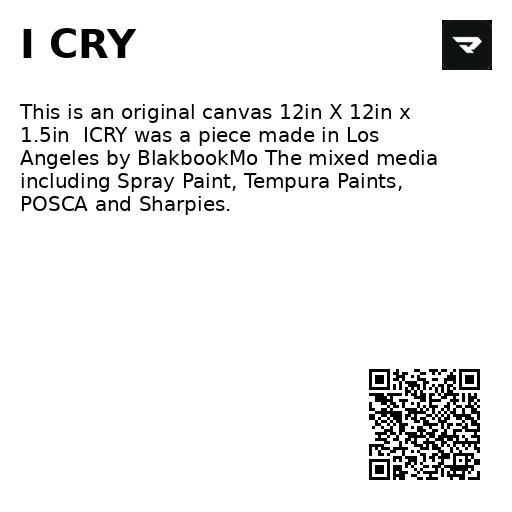 I CRY
This is an original canvas 12in X 12in x
1.5in  ICRY was a piece made in Los
Angeles by BlakbookMo The mixed media
including Spray Paint, Tempura Paints,
POSCA and Sharpies.